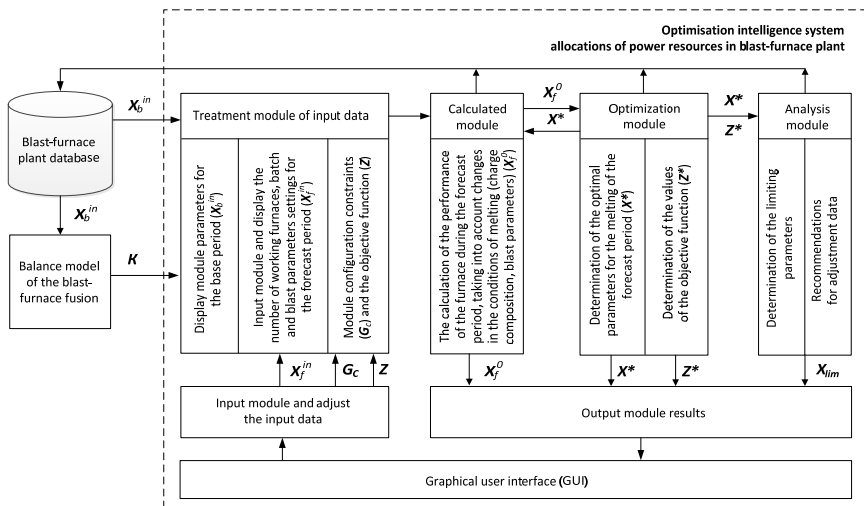 Optimisation intelligence system
allocations of power resources in blast-furnace plant
X_b^in
Blast-furnace
plant database
X_b^in
Balance model
of the blast-
furnace fusion
K
Treatment module of input data
Display module parameters for
the base period (X_b^in)
Input module and display the
number of working furnaces, batch
and blast parameters settings for
the forecast period (X_f^in)
Module configuration constraints
(G_c) and the objective function (Z)
X_f^in
G_C
Z
Input module and adjust
the input data
Calculated
module
The calculation of the performance
of the furnace during the forecast
period, taking into account changes
in the conditions of melting (charge
composition, blast parameters) (X_f^0)
X_f^0
X*
Optimization
module
Determination of the optimal
parameters for the melting of the
forecast period (X*)
Determination of the values
of the objective function (Z*)
X*
Z*
Analysis
module
Determination of the limiting
parameters
Recommendations
for adjustment data
X_f^0
X*
Z*
X_lim
Output module results
Graphical user interface (GUI)